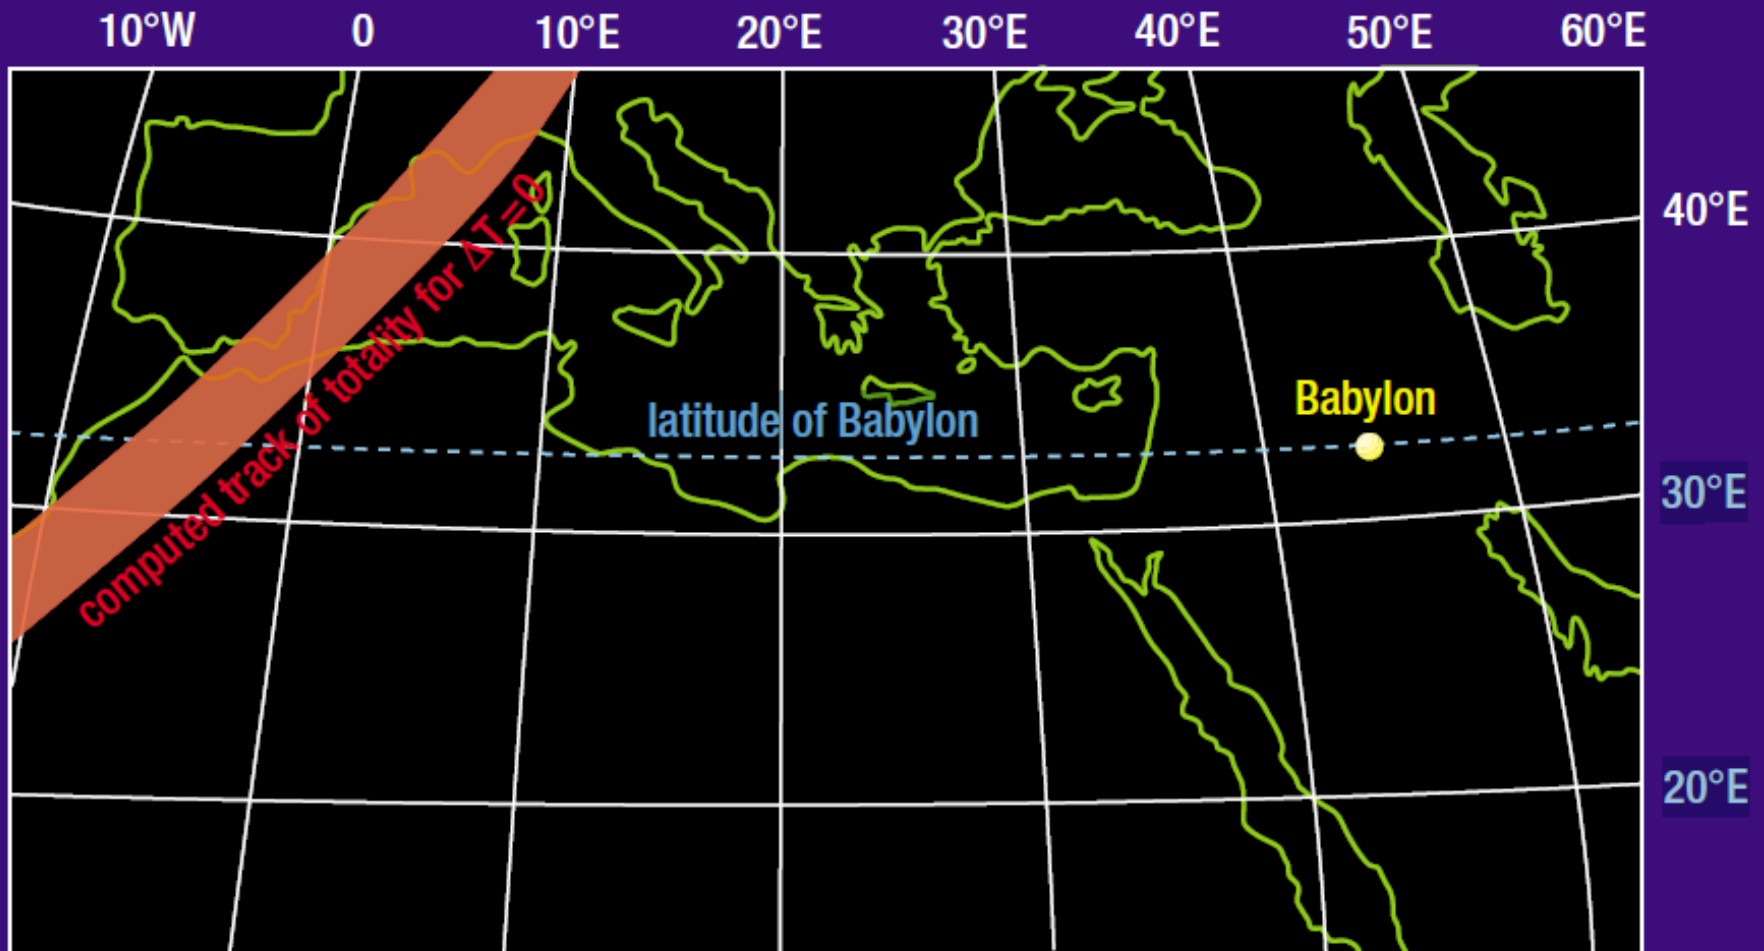 10°W 0 10°E 20°E 30°E 40°E 50°E 60°E
40°E
computed track of totality for ΔT=0
Babylon
latitude of Babylon
30°E
20°E